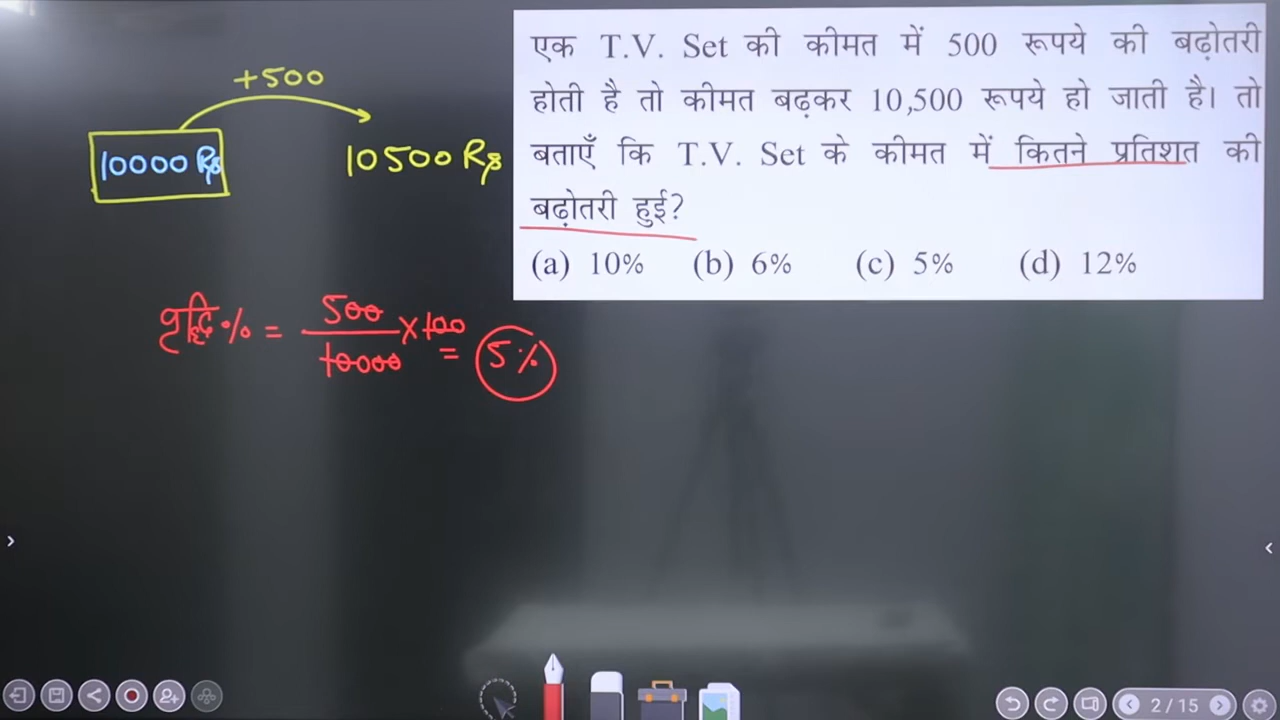 एक T.V. Set की कीमत में 500 रूपये की बढ़ोतरी
होती है तो कीमत बढ़कर 10,500 रूपये हो जाती है। तो
बताएँ कि T.V. Set के कीमत में कितने प्रतिशत की
बढ़ोतरी हुई?
(a) 10% (b) 6% (c) 5% (d) 12%
+500
10000 Rs
10500 Rs
वृद्धि % = 500/10000 × 100 = 5%
2 / 15